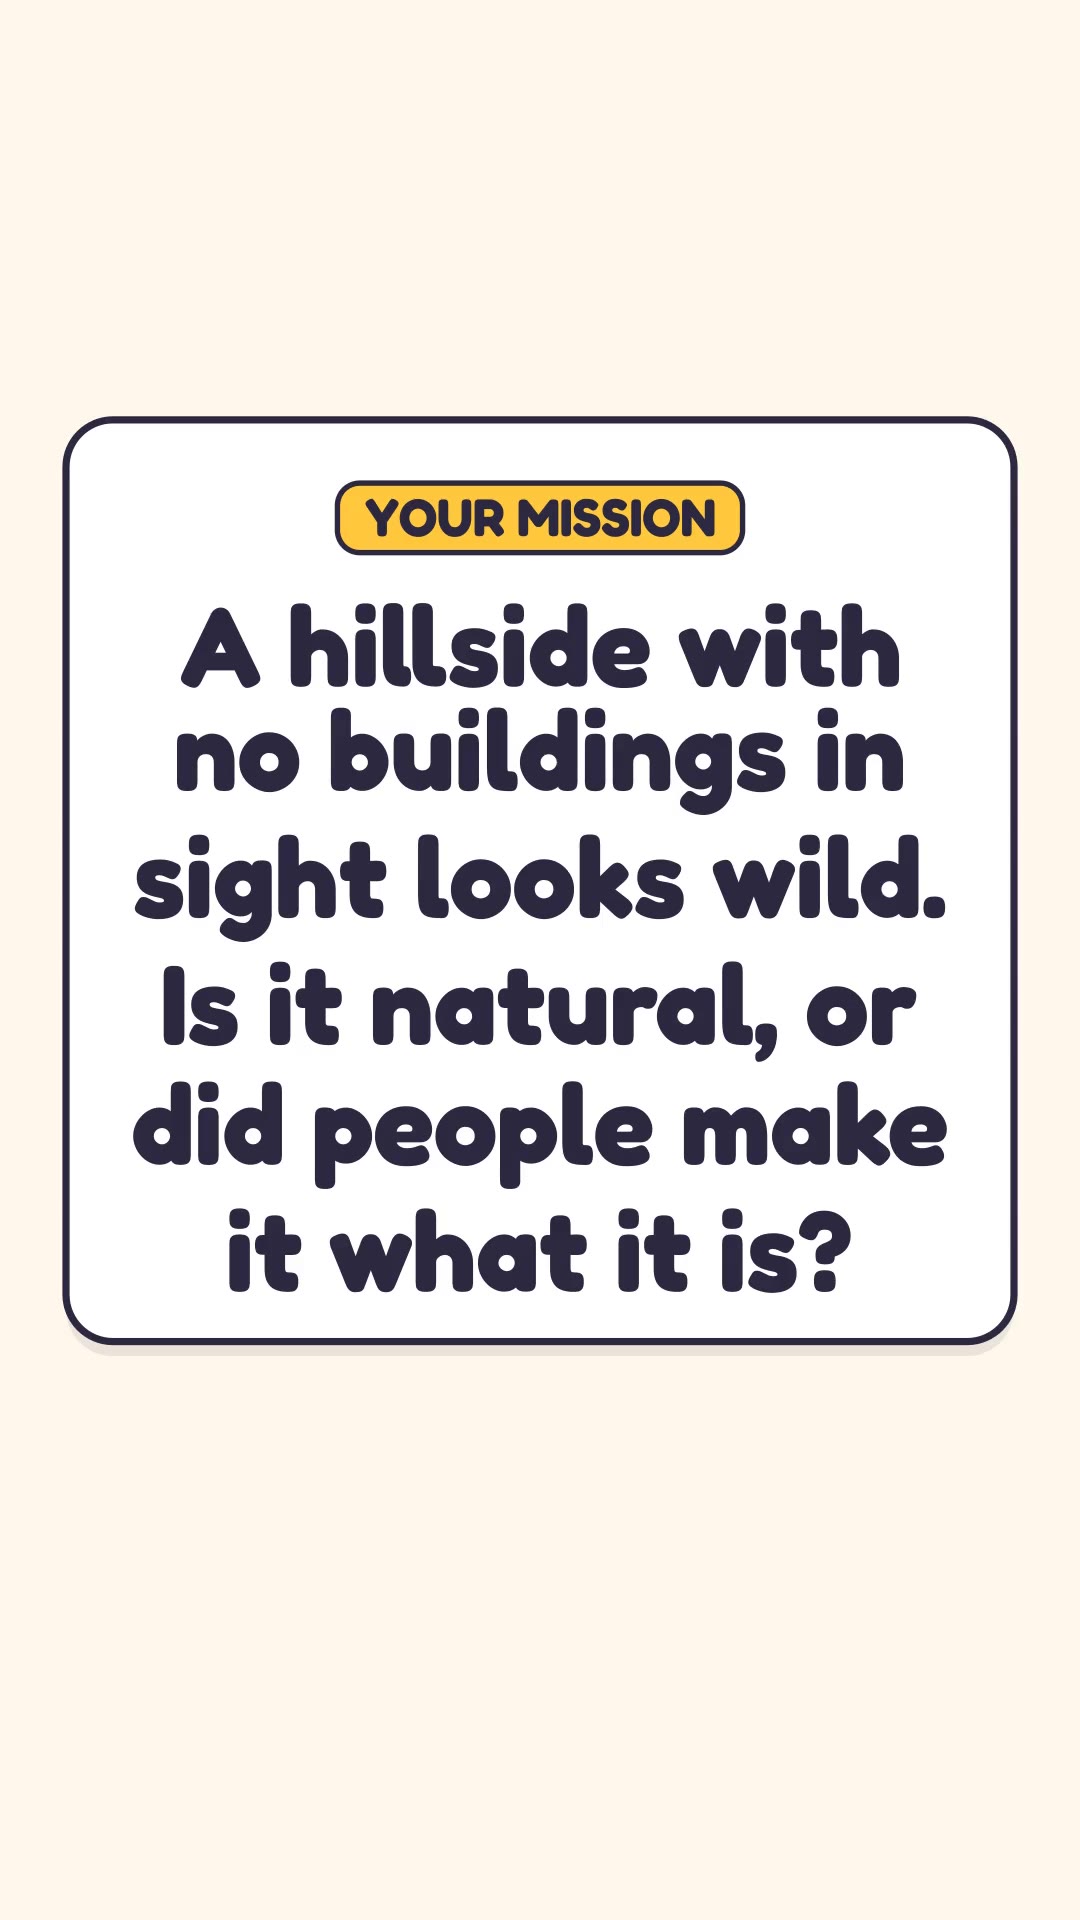 YOUR MISSION
A hillside with
no buildings in
sight looks wild.
Is it natural, or
did people make
it what it is?